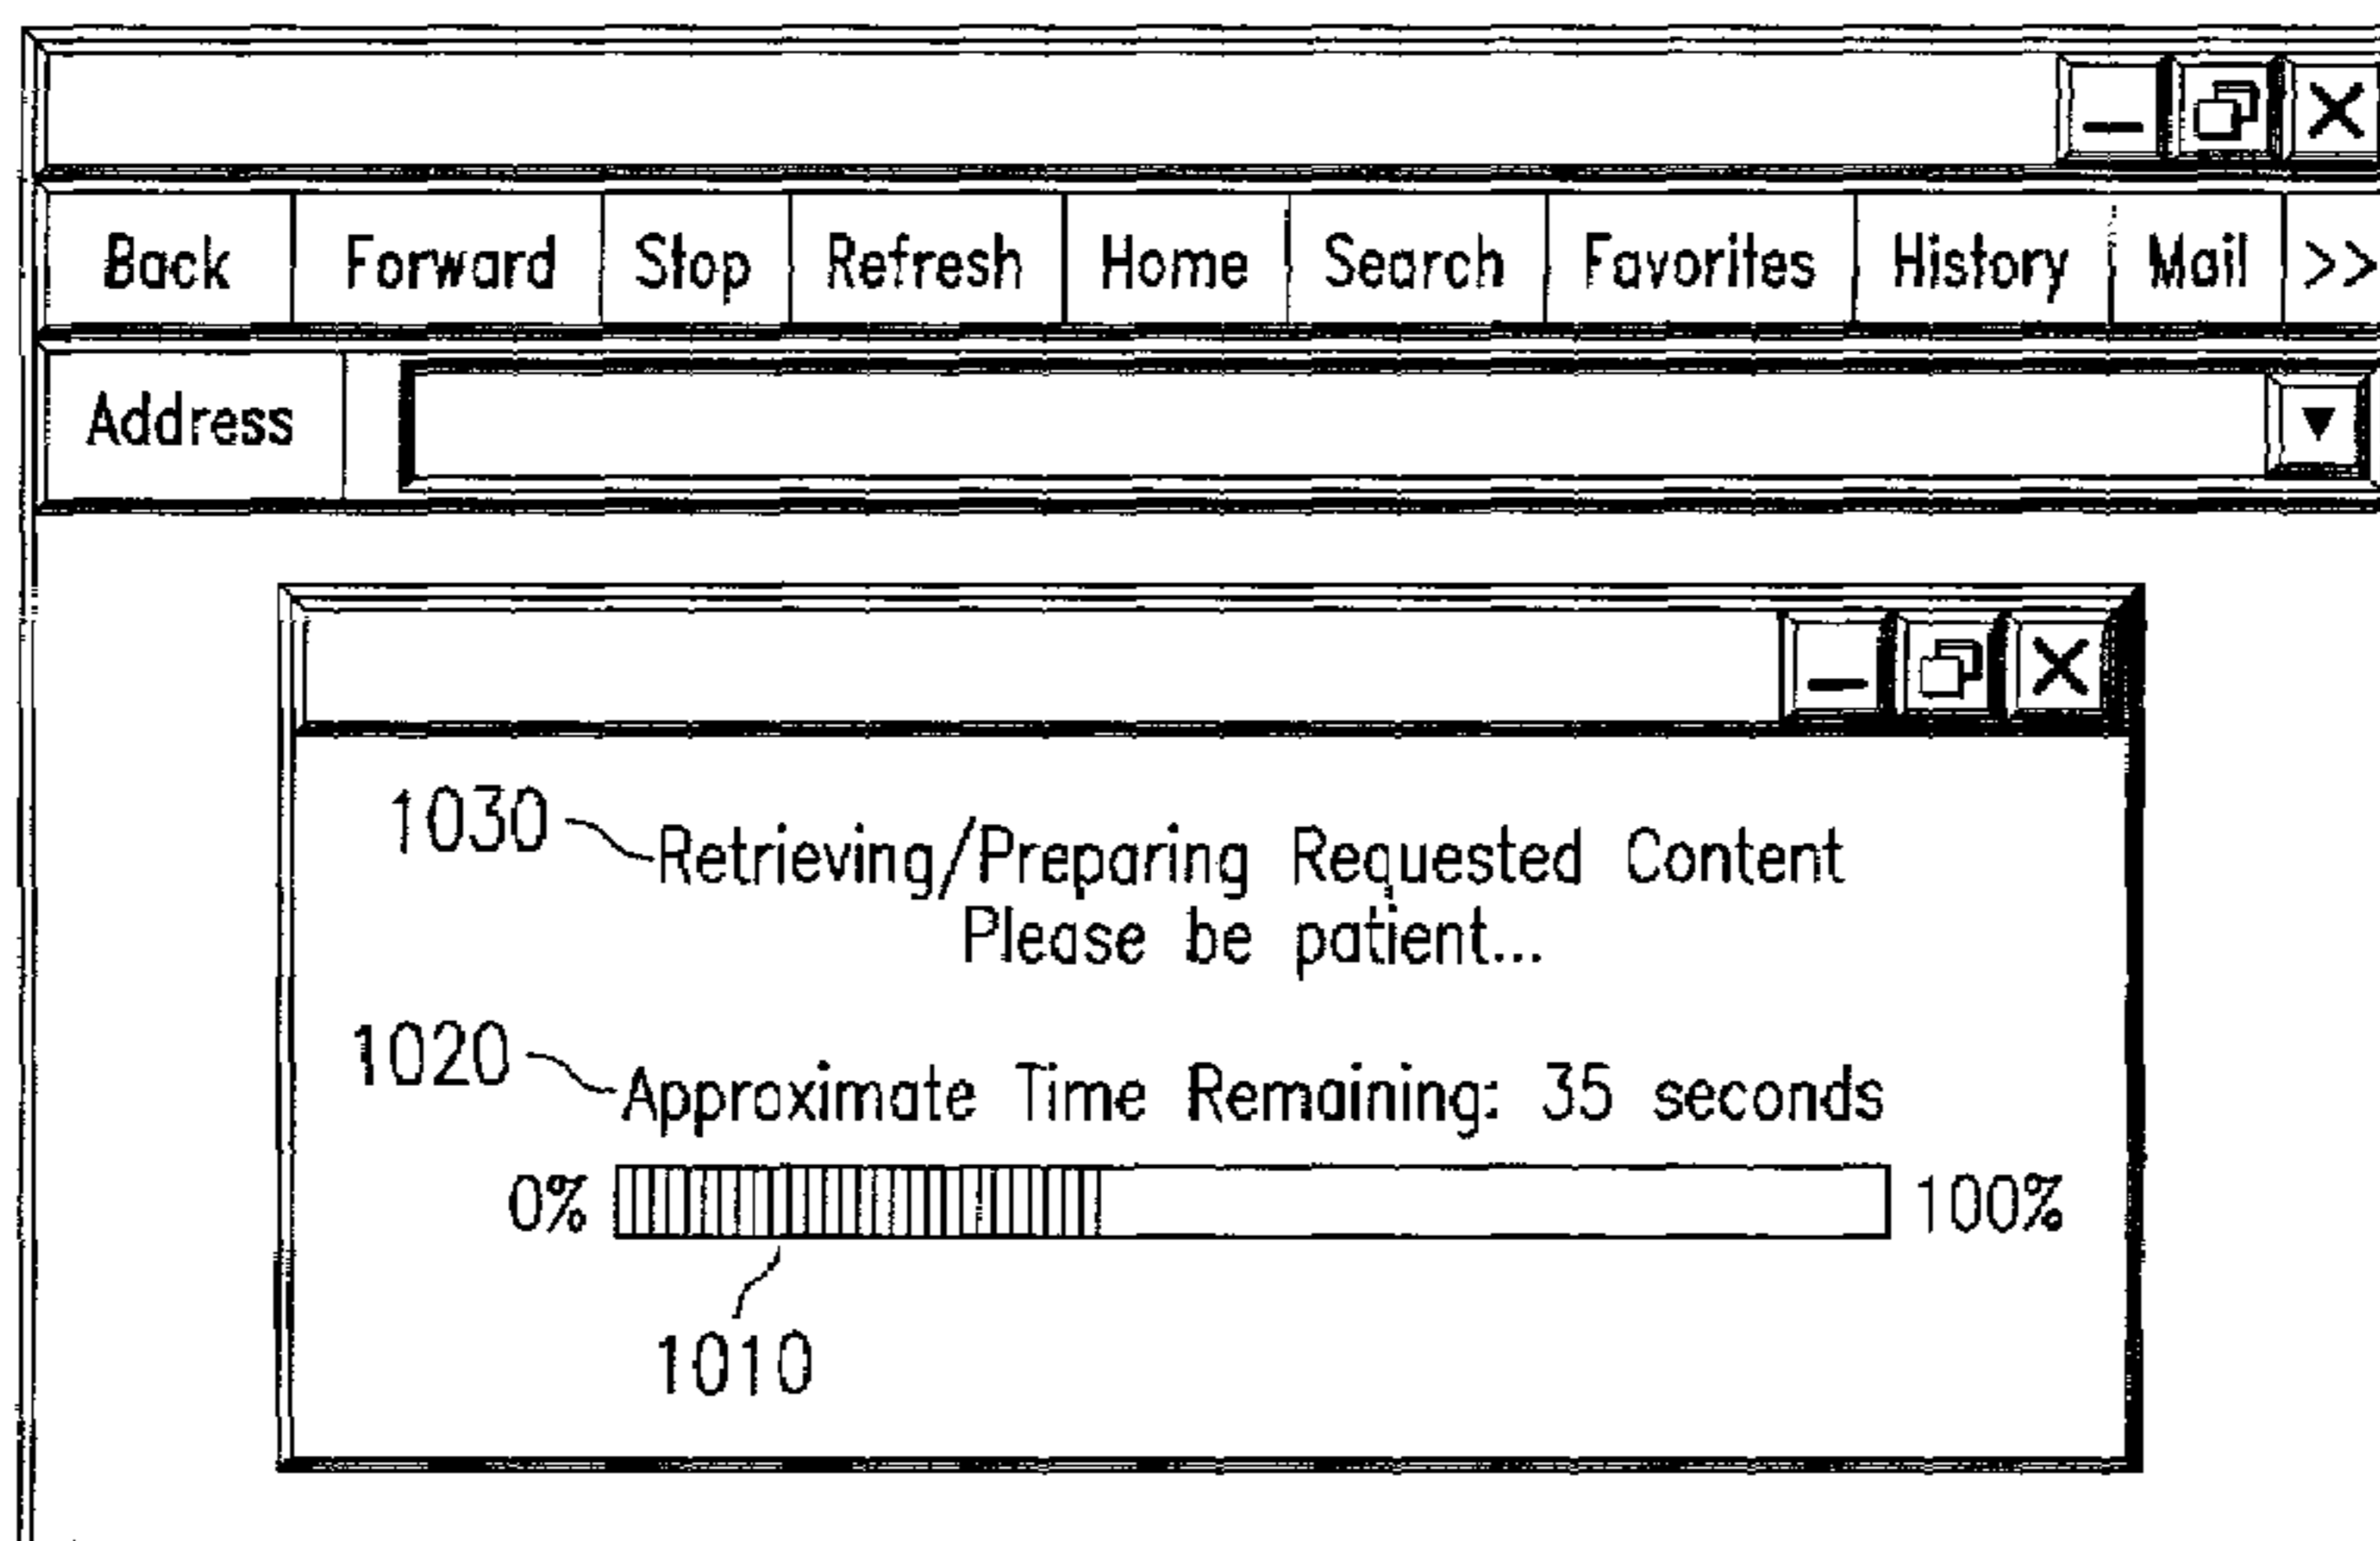 Back Forward Stop Refresh Home Search Favorites History Mail >>
Address
1030 Retrieving/Preparing Requested Content
Please be patient...
1020 Approximate Time Remaining: 35 seconds
0% 100%
1010